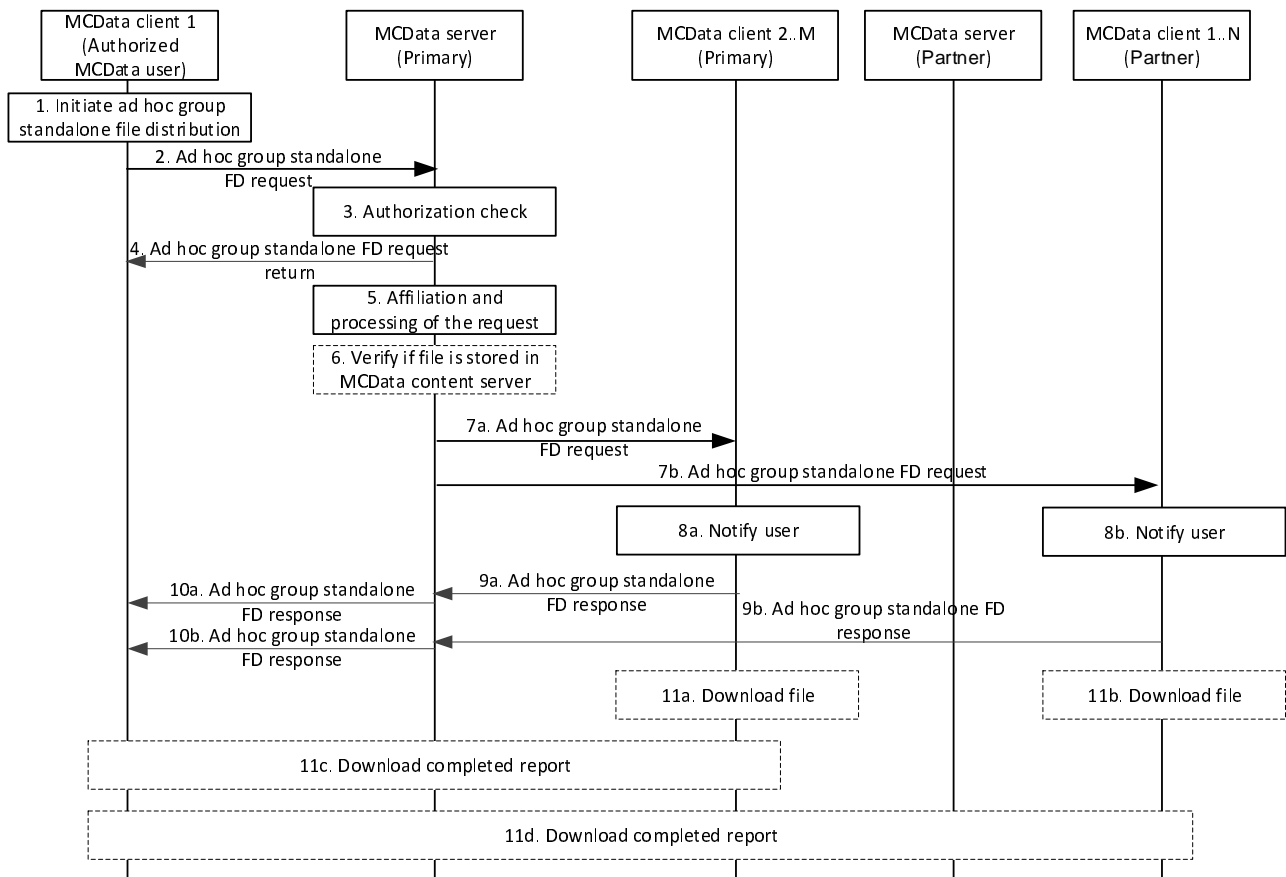 MCData client 1
(Authorized
MCData user)
MCData server
(Primary)
MCData client 2..M
(Primary)
MCData server
(Partner)
MCData client 1..N
(Partner)
1. Initiate ad hoc group
standalone file distribution
2. Ad hoc group standalone
FD request
3. Authorization check
4. Ad hoc group standalone FD request
return
5. Affiliation and
processing of the request
6. Verify if file is stored in
MCData content server
7a. Ad hoc group standalone
FD request
7b. Ad hoc group standalone FD request
8a. Notify user
8b. Notify user
9a. Ad hoc group standalone
FD response
10a. Ad hoc group standalone
FD response
9b. Ad hoc group standalone FD
response
10b. Ad hoc group standalone
FD response
11a. Download file
11b. Download file
11c. Download completed report
11d. Download completed report